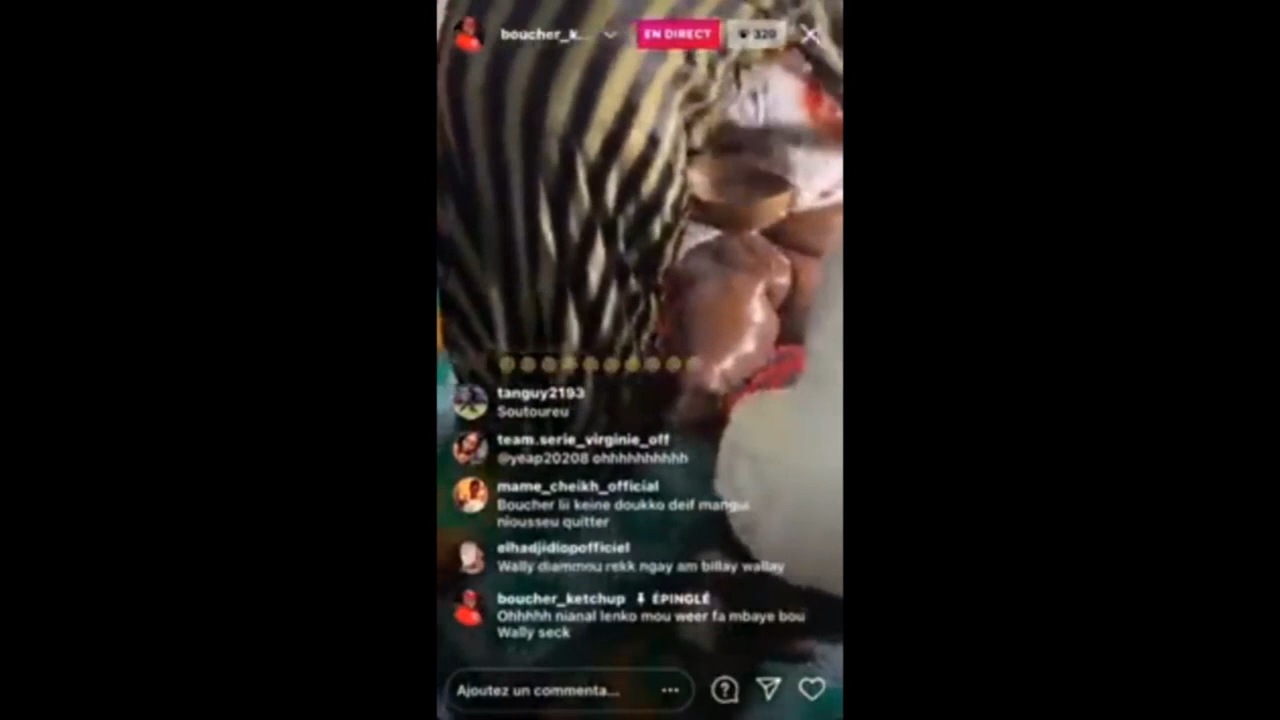 boucher_k...
EN DIRECT
320
tanguy2193
Soutoureu
team.serie_virginie_off
@yeap20208 ohhhhhhhhhh
mame_cheikh_official
Boucher lii keine doukko deif mangui
niousseu quitter
elhadjidiopofficiel
Wally diammou rekk ngay am billay wallay
boucher_ketchup ÉPINGLÉ
Ohhhhh nianal lenko mou weer fa mbaye bou
Wally seck
Ajoutez un commenta...